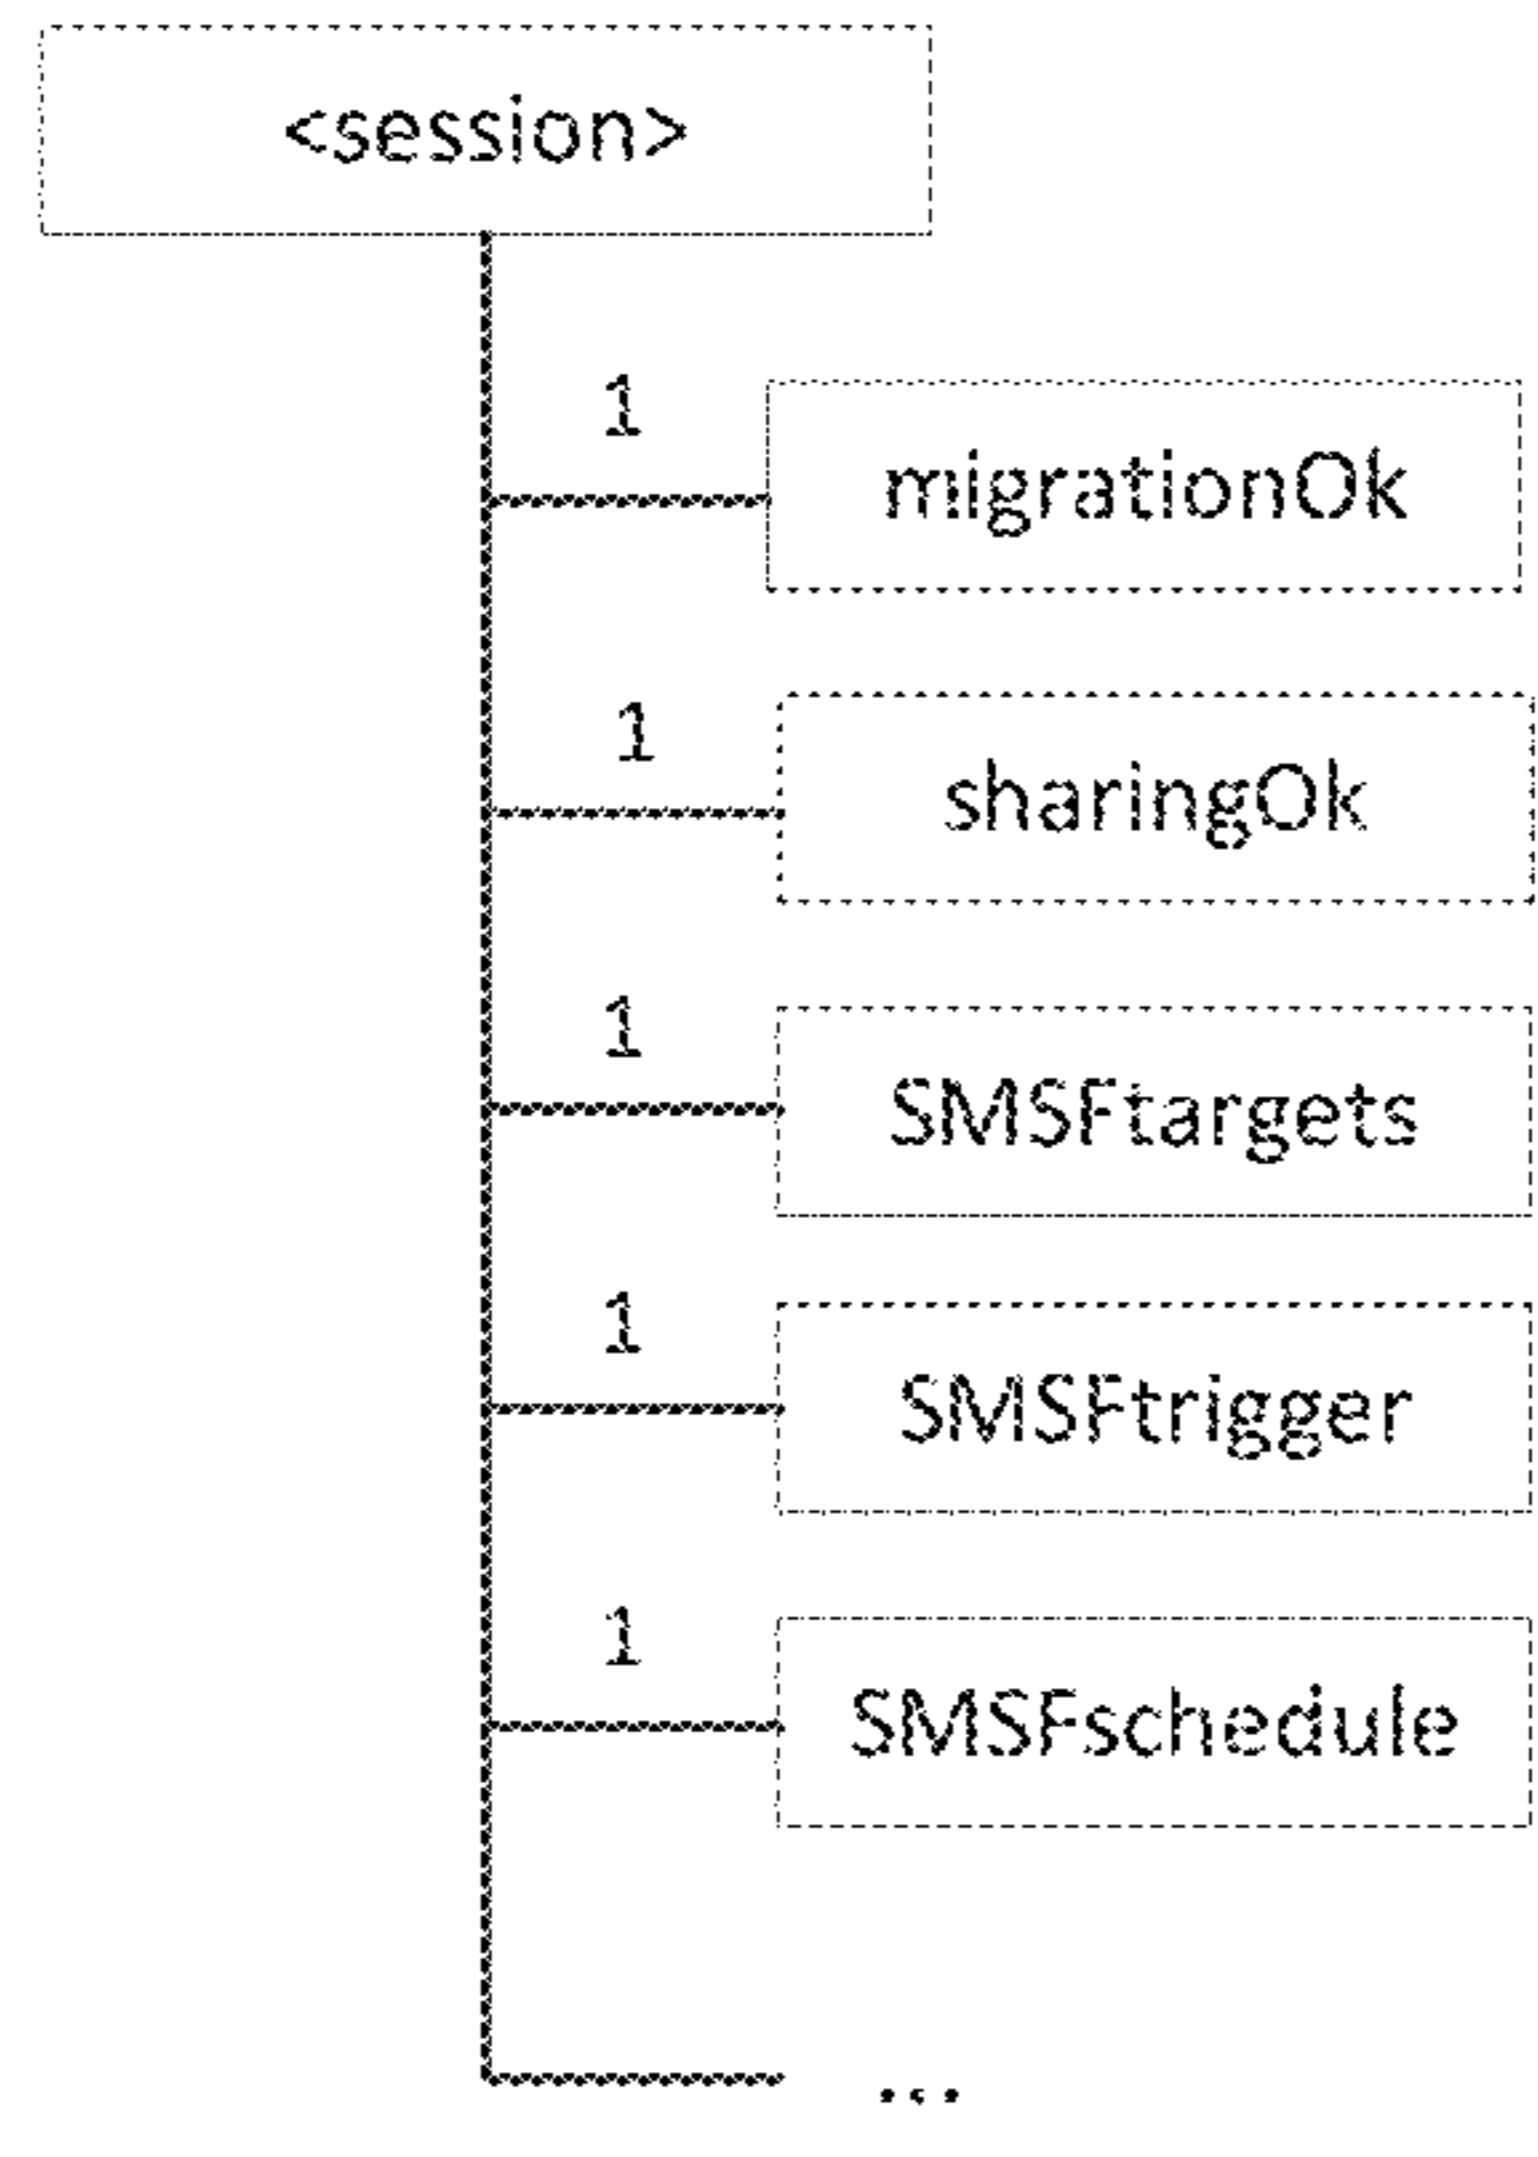 <session>
1
migrationOk
1
sharingOk
1
SMSFtargets
1
SMSFtrigger
1
SMSFschedule
...